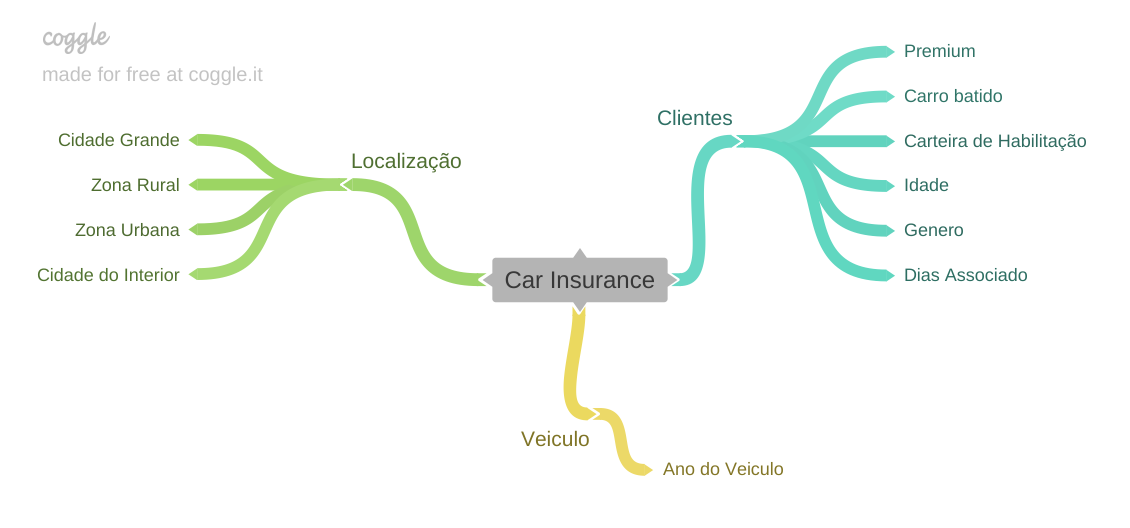 coggle
made for free at coggle.it
Localização
Cidade Grande
Zona Rural
Zona Urbana
Cidade do Interior
Car Insurance
Clientes
Premium
Carro batido
Carteira de Habilitação
Idade
Genero
Dias Associado
Veiculo
Ano do Veiculo